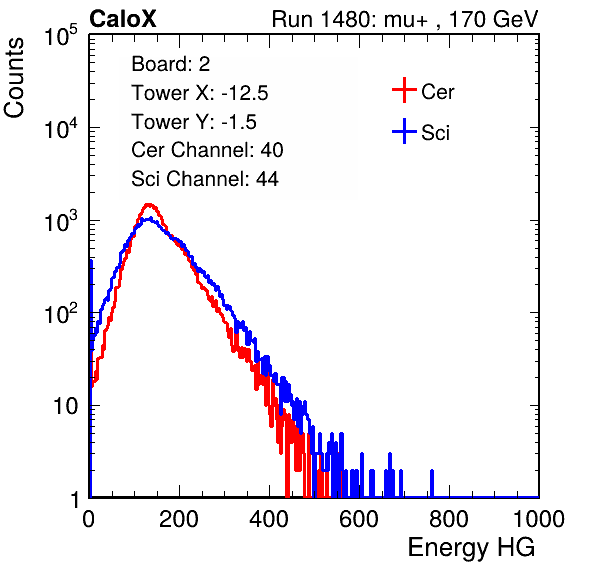 CaloX Run 1480: mu+ , 170 GeV
Counts
Board: 2
Tower X: -12.5
Tower Y: -1.5
Cer Channel: 40
Sci Channel: 44
Cer
Sci
10^5
10^4
10^3
10^2
10
1
0 200 400 600 800 1000
Energy HG